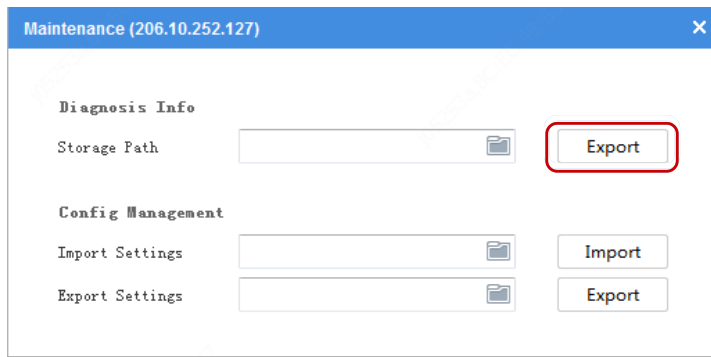 Maintenance (206.10.252.127)
Diagnosis Info
Storage Path
Export
Config Management
Import Settings
Import
Export Settings
Export